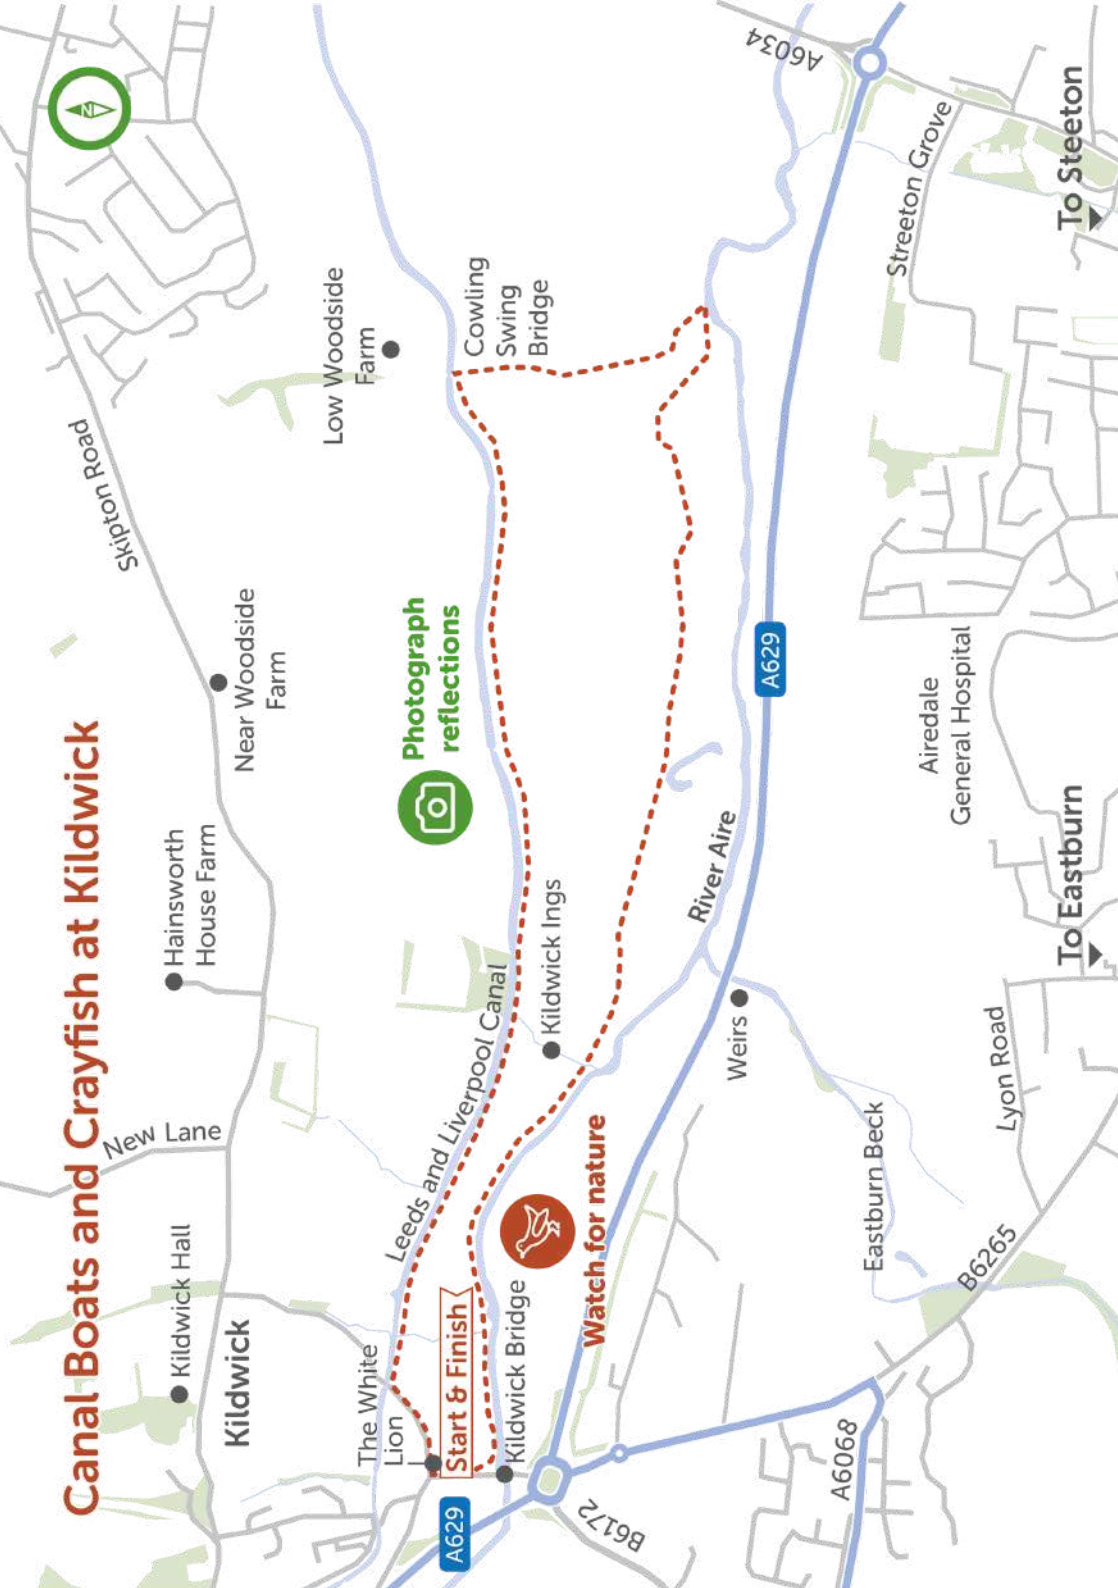 Canal Boats and Crayfish at Kildwick
N
Skipton Road
Low Woodside
Farm
Near Woodside
Farm
Hainsworth
House Farm
New Lane
Kildwick Hall
Kildwick
Photograph
reflections
Cowling
Swing
Bridge
Leeds and Liverpool Canal
Kildwick Ings
The White
Lion
Start & Finish
Kildwick Bridge
Watch for nature
River Aire
Weirs
A629
A629
A6034
Streeton Grove
To Steeton
Airedale
General Hospital
To Eastburn
Lyon Road
Eastburn Beck
B6265
A6068
B6172